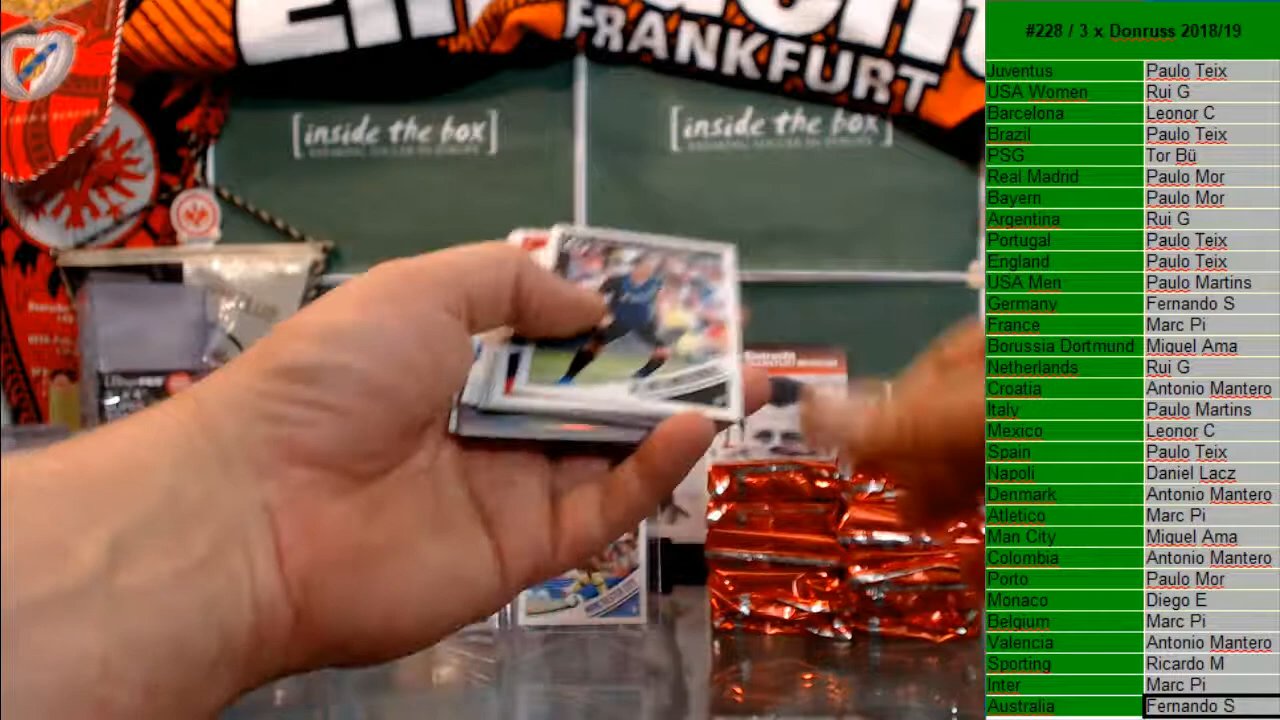 FRANKFURT
[inside the box]
[inside the box]
#228 / 3 x Donruss 2018/19
Juventus Paulo Teix
USA Women Rui G
Barcelona Leonor C
Brazil Paulo Teix
PSG Tor Bü
Real Madrid Paulo Mor
Bayern Paulo Mor
Argentina Rui G
Portugal Paulo Teix
England Paulo Teix
USA Men Paulo Martins
Germany Fernando S
France Marc Pi
Borussia Dortmund Miguel Ama
Netherlands Rui G
Croatia Antonio Mantero
Italy Paulo Martins
Mexico Leonor C
Spain Paulo Teix
Napoli Daniel Lacz
Denmark Antonio Mantero
Atletico Marc Pi
Man City Miguel Ama
Colombia Antonio Mantero
Porto Paulo Mor
Monaco Diego E
Belgium Marc Pi
Valencia Antonio Mantero
Sporting Ricardo M
Inter Marc Pi
Australia Fernando S